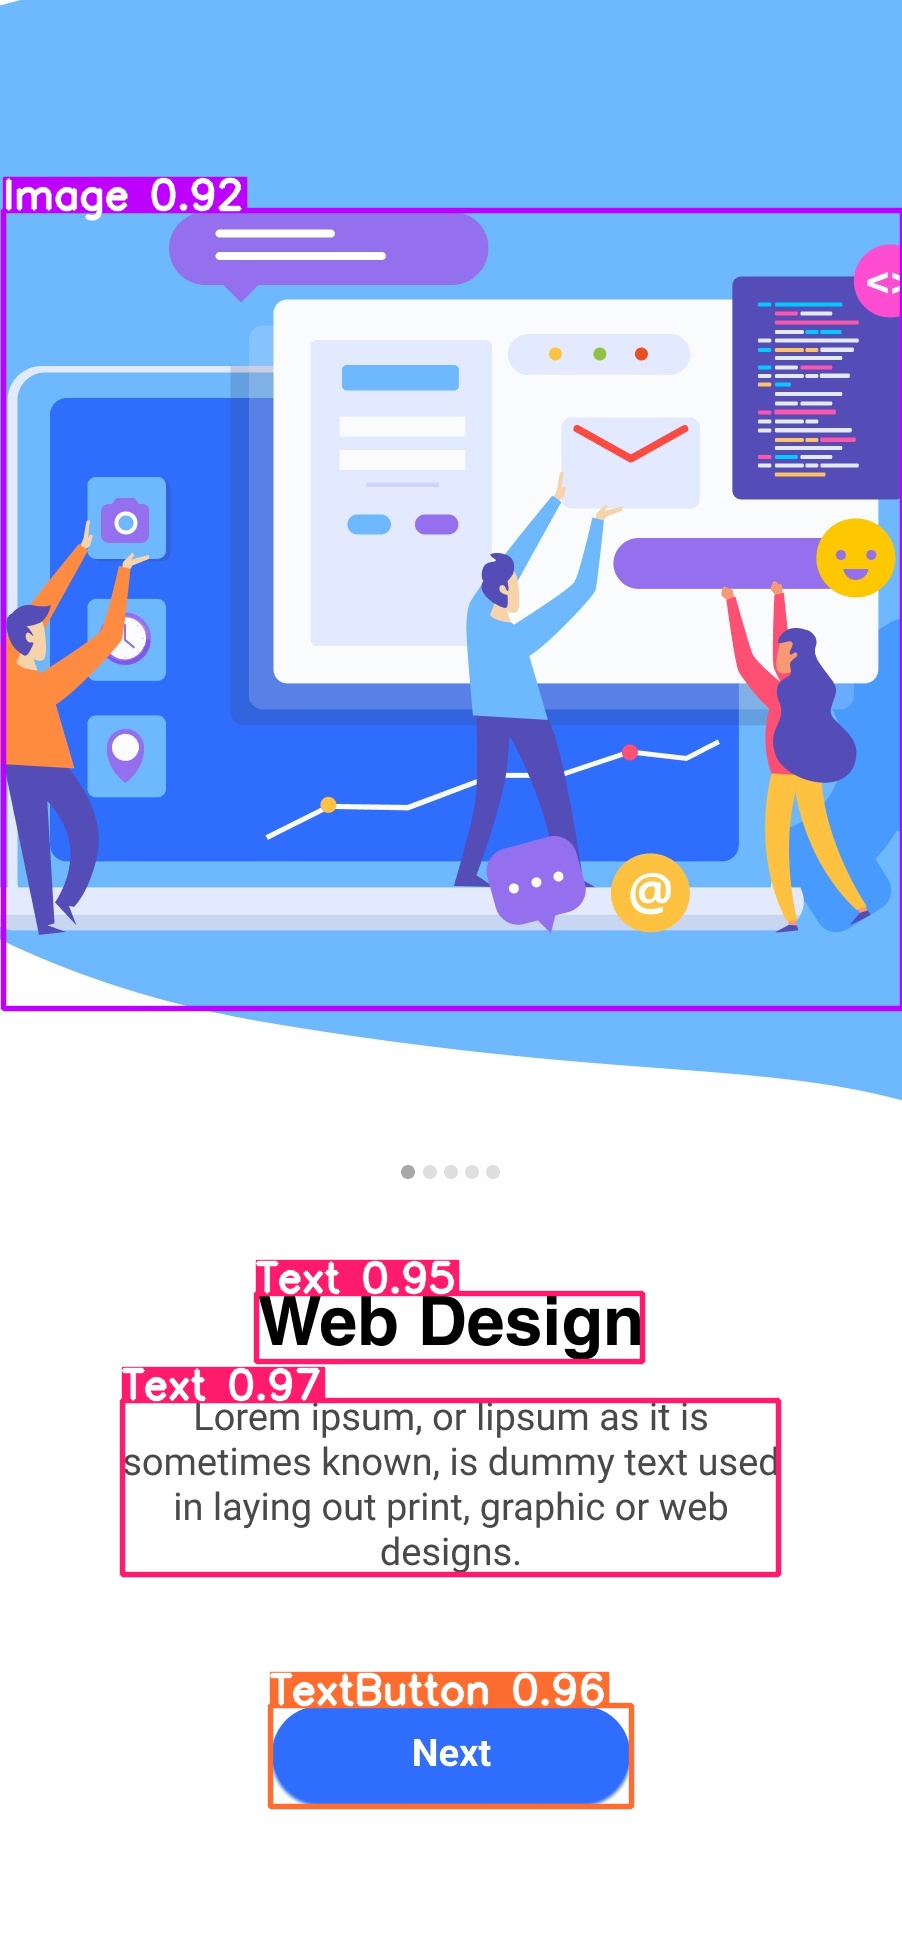 Image 0.92
<>
@
Text 0.95
Web Design
Text 0.97
Lorem ipsum, or lipsum as it is
sometimes known, is dummy text used
in laying out print, graphic or web
designs.
TextButton 0.96
Next